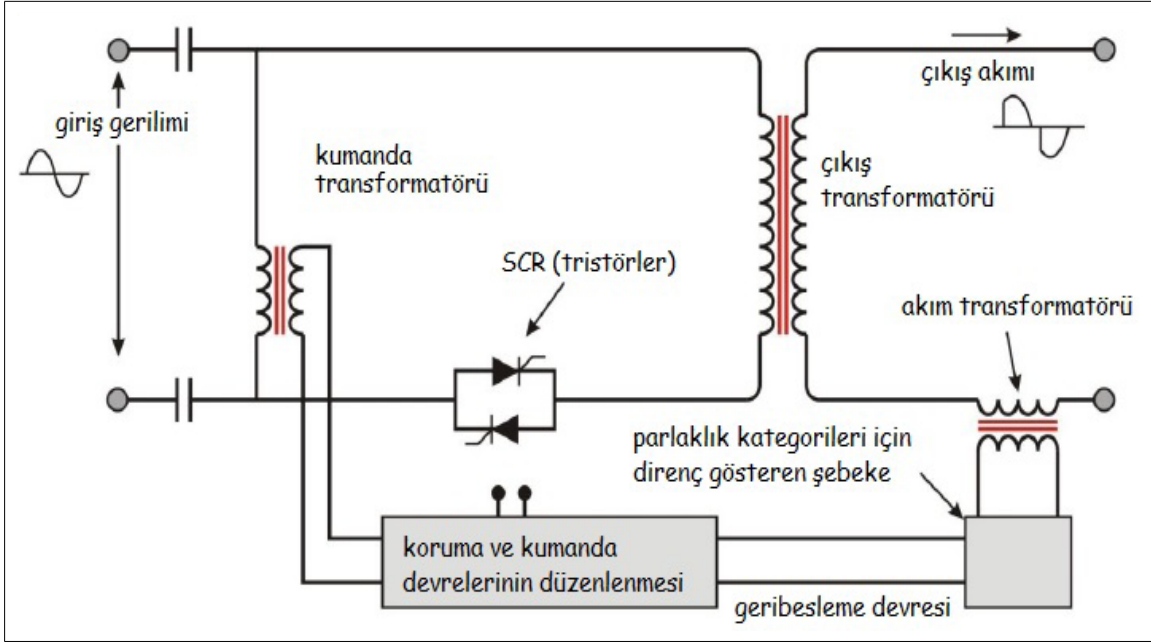 giriş gerilimi
kumanda
transformatörü
SCR (tristörler)
çıkış akımı
çıkış
transformatörü
akım transformatörü
parlaklık kategorileri için
direnç gösteren şebeke
koruma ve kumanda
devrelerinin düzenlenmesi
geribesleme devresi